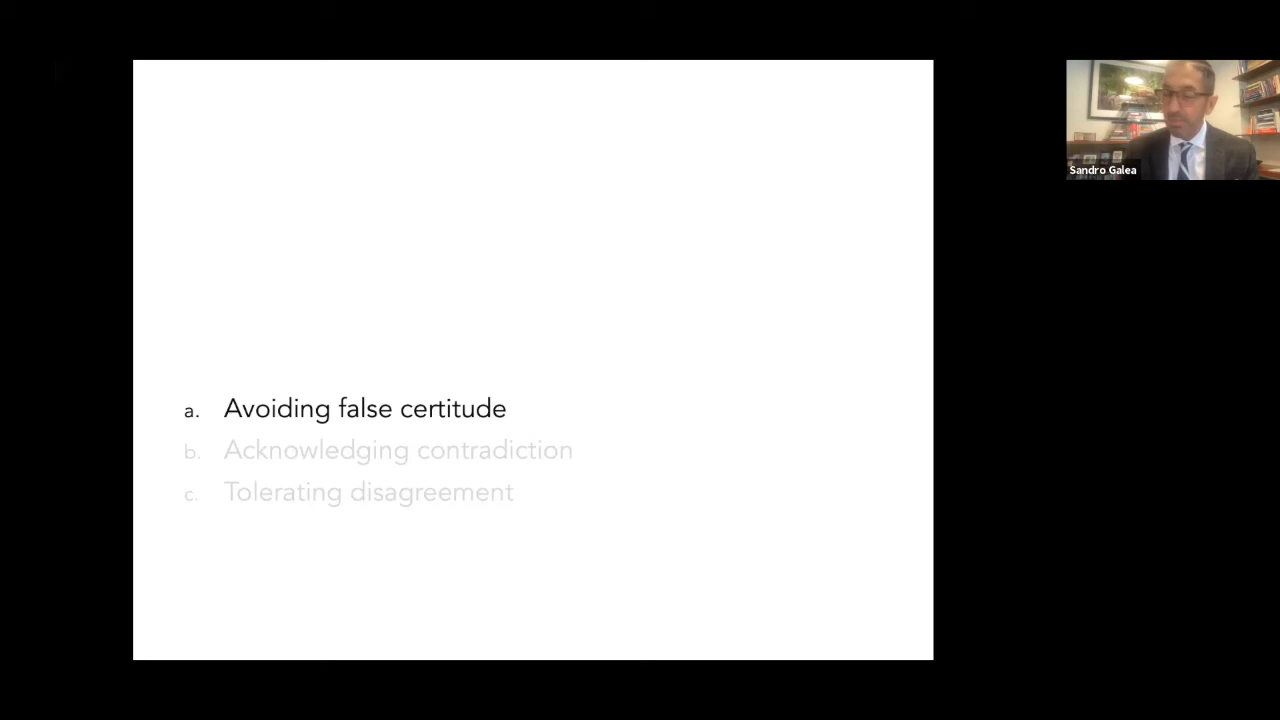 Sandro Galea
a. Avoiding false certitude
b. Acknowledging contradiction
c. Tolerating disagreement